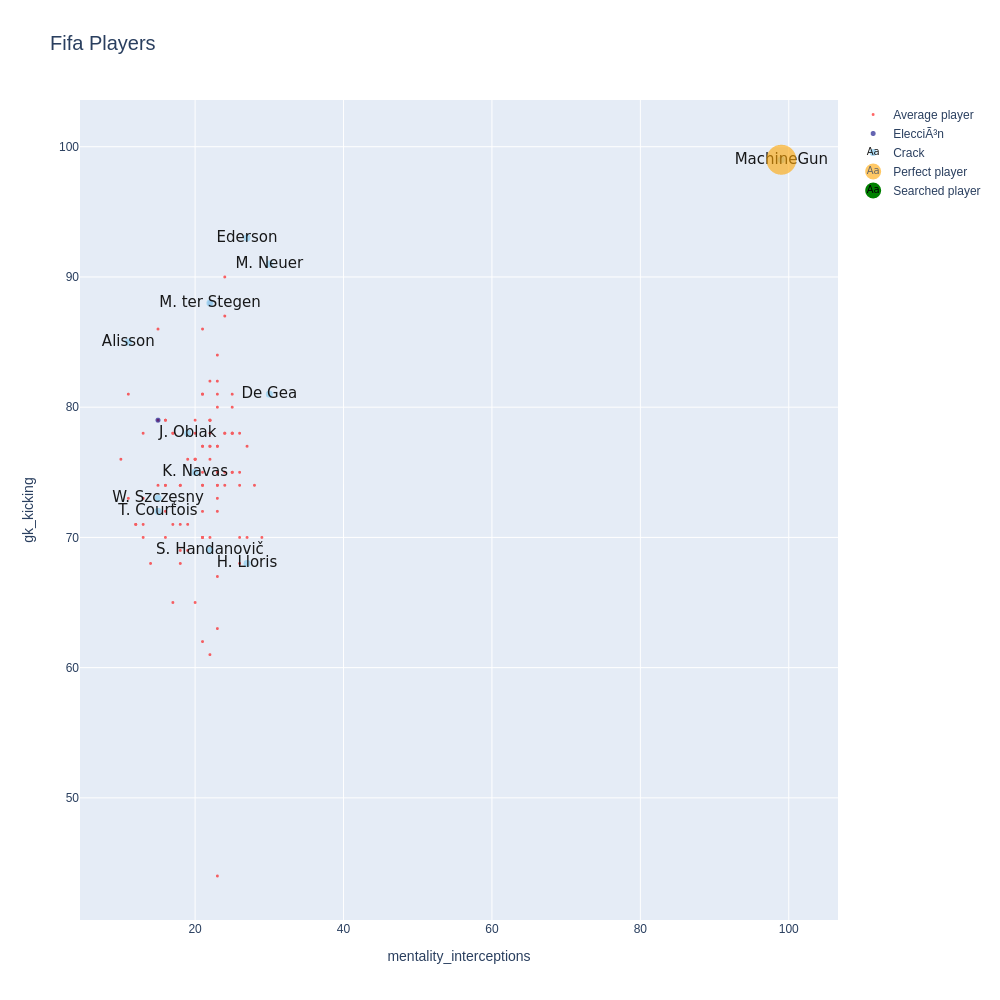 Fifa Players
Average player
ElecciÃ³n
Aa Crack
Aa Perfect player
Aa Searched player
100
90
80
70
60
50
gk_kicking
MachineGun
Ederson
M. Neuer
M. ter Stegen
Alisson
De Gea
J. Oblak
K. Navas
W. Szczęsny
T. Courtois
S. Handanovič
H. Lloris
20
40
60
80
100
mentality_interceptions